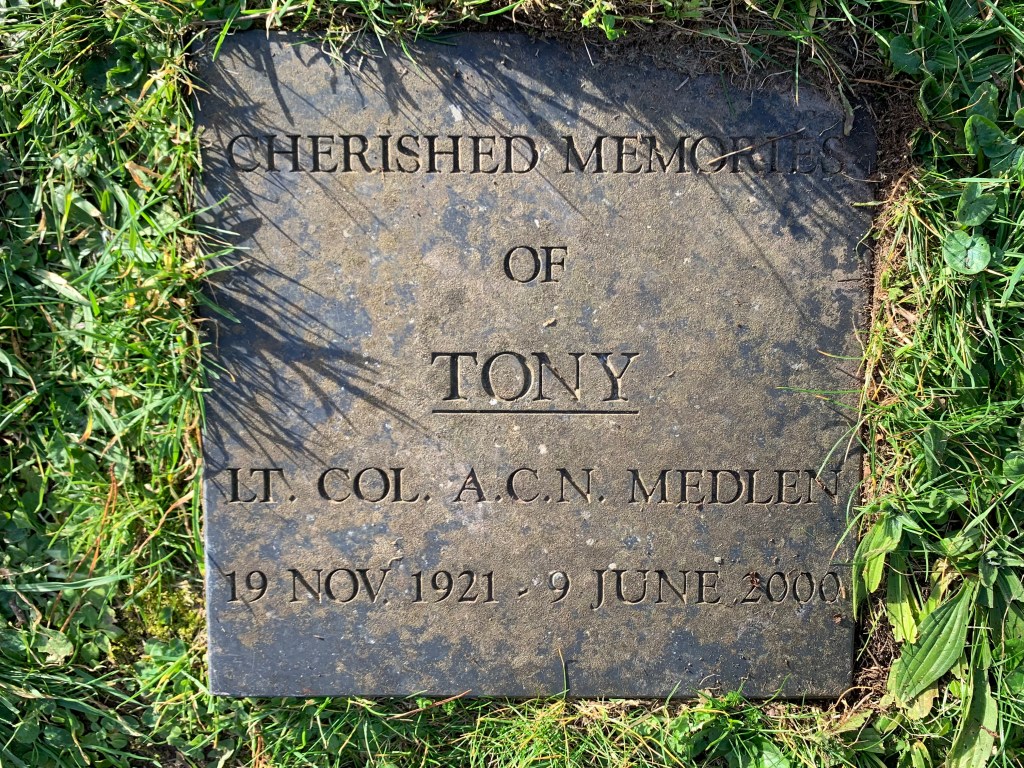 CHERISHED MEMORIES
OF
TONY
LT. COL. A.C.N. MEDLEN
19 NOV. 1921 - 9 JUNE 2000